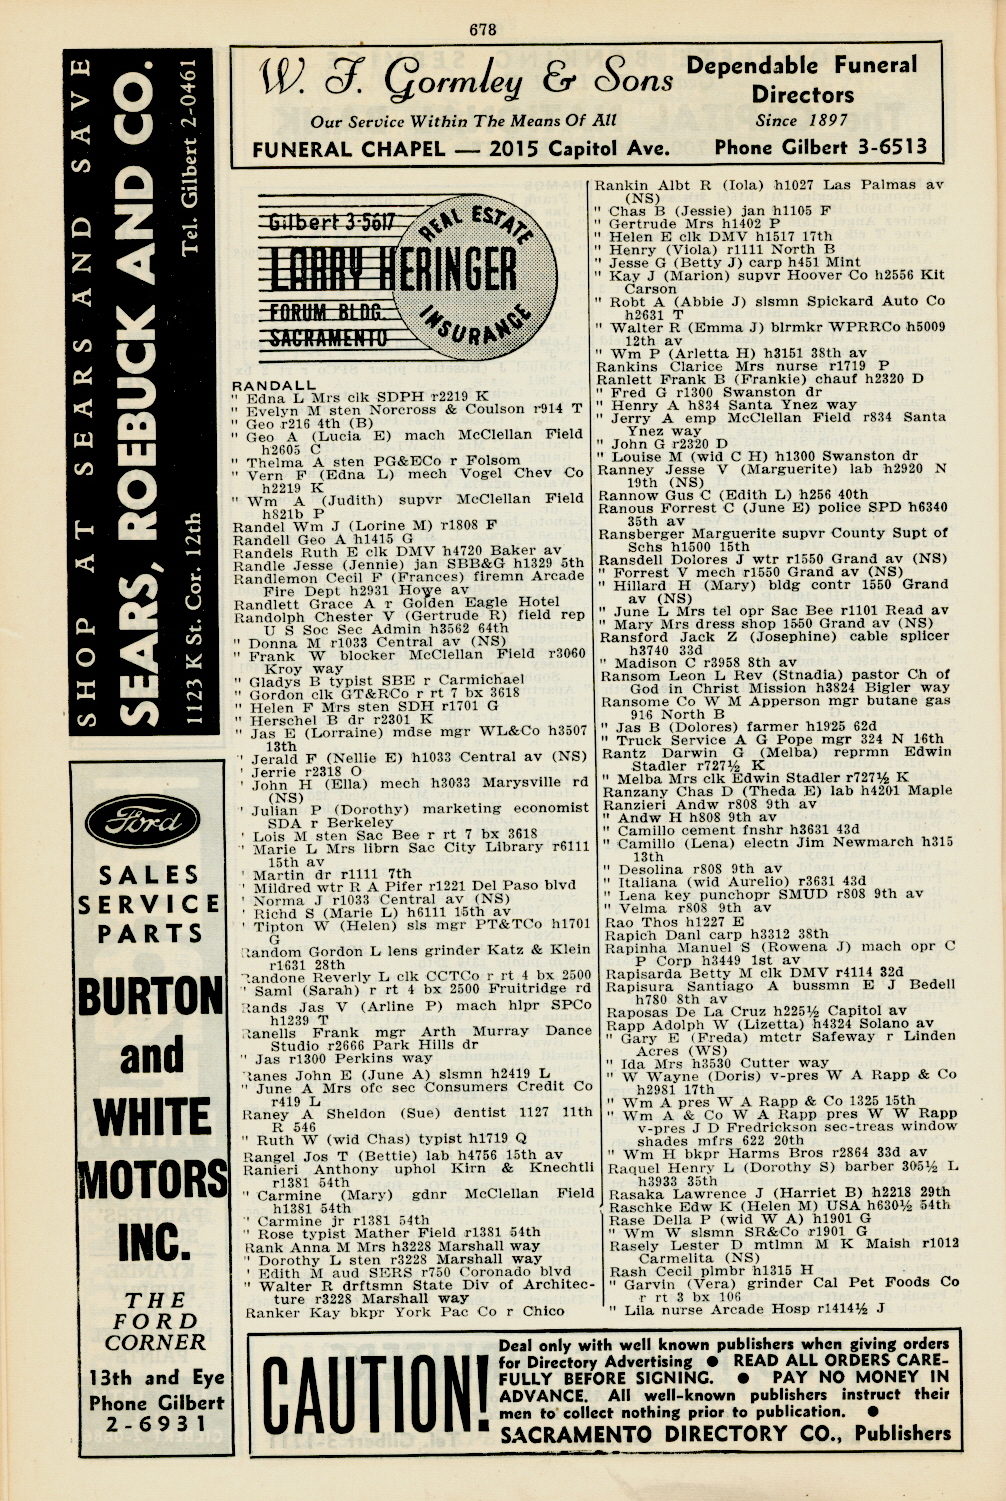 678
SHOP AT SEARS AND SAVE
SEARS, ROEBUCK AND CO.
1123 K St. Cor. 12th Tel. Gilbert 2-0461
W. F. Gormley & Sons Dependable Funeral
Directors
Our Service Within The Means Of All Since 1897
FUNERAL CHAPEL — 2015 Capitol Ave. Phone Gilbert 3-6513
Gilbert 3-5617
REAL ESTATE
LARRY HERINGER
FORUM BLDG.
INSURANCE
SACRAMENTO
RANDALL
" Edna L Mrs clk SDPH r2219 K
" Evelyn M sten Norcross & Coulson r914 T
" Geo r216 4th (B)
" Geo A (Lucia E) mach McClellan Field
h2605 C
" Thelma A sten PG&ECo r Folsom
" Vern F (Edna L) mech Vogel Chev Co
h2219 K
" Wm A (Judith) supvr McClellan Field
h821b P
Randel Wm J (Lorine M) r1808 F
Randell Geo A h1415 G
Randels Ruth E clk DMV h4720 Baker av
Randle Jesse (Jennie) jan SBB&G h1329 5th
Randlemon Cecil F (Frances) firemn Arcade
Fire Dept h2931 Howe av
Randlett Grace A r Golden Eagle Hotel
Randolph Chester V (Gertrude R) field rep
U S Soc Sec Admin h3562 64th
" Donna M r1033 Central av (NS)
" Frank W blocker McClellan Field r3060
Kroy way
" Gladys B typist SBE r Carmichael
" Gordon clk GT&RCo r rt 7 bx 3618
" Helen F Mrs sten SDH r1701 G
" Herschel B dr r2301 K
" Jas E (Lorraine) mdse mgr WL&Co h3507
13th
' Jerald F (Nellie E) h1033 Central av (NS)
' Jerrie r2318 O
' John H (Ella) mech h3033 Marysville rd
(NS)
' Julian P (Dorothy) marketing economist
SDA r Berkeley
' Lois M sten Sac Bee r rt 7 bx 3618
' Marie L Mrs librn Sac City Library r6111
15th av
' Martin dr r1111 7th
' Mildred wtr R A Pifer r1221 Del Paso blvd
' Norma J r1033 Central av (NS)
' Richd S (Marie L) h6111 15th av
' Tipton W (Helen) sls mgr PT&TCo h1701
G
Random Gordon L lens grinder Katz & Klein
r1631 28th
Randone Reverly L clk CCTCo r rt 4 bx 2500
' Saml (Sarah) r rt 4 bx 2500 Fruitridge rd
Rands Jas V (Arline P) mach hlpr SPCo
h1239 T
Ranells Frank mgr Arth Murray Dance
Studio r2666 Park Hills dr
" Jas r1300 Perkins way
Ranes John E (June A) slsmn h2419 L
" June A Mrs ofc sec Consumers Credit Co
r419 L
Raney A Sheldon (Sue) dentist 1127 11th
R 546
" Ruth W (wid Chas) typist h1719 Q
Rangel Jos T (Bettie) lab h4756 15th av
Ranieri Anthony uphol Kirn & Knechtli
r1381 54th
" Carmine (Mary) gdnr McClellan Field
h1381 54th
' Carmine jr r1381 54th
" Rose typist Mather Field r1381 54th
Rank Anna M Mrs h3228 Marshall way
" Dorothy L sten r3228 Marshall way
' Edith M aud SERS r750 Coronado blvd
" Walter R drftsmn State Div of Architec-
ture r3228 Marshall way
Ranker Kay bkpr York Pac Co r Chico
Rankin Albt R (Iola) h1027 Las Palmas av
(NS)
" Chas B (Jessie) jan h1105 F
" Gertrude Mrs h1402 P
" Helen E clk DMV h1517 17th
" Henry (Viola) r1111 North B
" Jesse G (Betty J) carp h451 Mint
" Kay J (Marion) supvr Hoover Co h2556 Kit
Carson
" Robt A (Abbie J) slsmn Spickard Auto Co
h2631 T
" Walter R (Emma J) blrmkr WPRRCo h5009
12th av
" Wm P (Arletta H) h3151 38th av
Rankins Clarice Mrs nurse r1719 P
Ranlett Frank B (Frankie) chauf h2320 D
" Fred G r1300 Swanston dr
" Henry A h834 Santa Ynez way
" Jerry A emp McClellan Field r834 Santa
Ynez way
" John G r2320 D
" Louise M (wid C H) h1300 Swanston dr
Ranney Jesse V (Marguerite) lab h2920 N
19th (NS)
Rannow Gus C (Edith L) h256 40th
Ranous Forrest C (June E) police SPD h6340
35th av
Ransberger Marguerite supvr County Supt of
Schs h1500 15th
Ransdell Dolores J wtr r1550 Grand av (NS)
" Forrest V mech r1550 Grand av (NS)
" Hillard H (Mary) bldg contr 1550 Grand
av (NS)
" June L Mrs tel opr Sac Bee r1101 Read av
" Mary Mrs dress shop 1550 Grand av (NS)
Ransford Jack Z (Josephine) cable splicer
h3740 33d
" Madison C r3958 8th av
Ransom Leon L Rev (Stnadia) pastor Ch of
God in Christ Mission h3824 Bigler way
Ransome Co W M Apperson mgr butane gas
916 North B
" Jas B (Dolores) farmer h1925 62d
" Truck Service A G Pope mgr 324 N 16th
Rantz Darwin G (Melba) reprmn Edwin
Stadler r727½ K
" Melba Mrs clk Edwin Stadler r727½ K
Ranzany Chas D (Theda E) lab h4201 Maple
Ranzieri Andw r808 9th av
" Andw H h808 9th av
" Camillo cement fnshr h3631 43d
" Camillo (Lena) electn Jim Newmarch h315
13th
" Desolina r808 9th av
" Italiana (wid Aurelio) r3631 43d
" Lena key punchopr SMUD r808 9th av
" Velma r808 9th av
Rao Thos h1227 E
Rapich Danl carp h3312 38th
Rapinha Manuel S (Rowena J) mach opr C
P Corp h3449 1st av
Rapisarda Betty M clk DMV r4114 32d
Rapisura Santiago A bussmn E J Bedell
h780 8th av
Raposas De La Cruz h225½ Capitol av
Rapp Adolph W (Lizetta) h4324 Solano av
" Gary E (Freda) mtctr Safeway r Linden
Acres (WS)
" Ida Mrs h3530 Cutter way
" W Wayne (Doris) v-pres W A Rapp & Co
h2981 17th
" Wm A pres W A Rapp & Co 1325 15th
" Wm A & Co W A Rapp pres W W Rapp
v-pres J D Fredrickson sec-treas window
shades mfrs 622 20th
" Wm H bkpr Harms Bros r2864 33d av
Raquel Henry L (Dorothy S) barber 305½ L
h3933 35th
Rasaka Lawrence J (Harriet B) h2218 29th
Raschke Edw K (Helen M) USA h630½ 54th
Rase Della P (wid W A) h1901 G
" Wm W slsmn SR&Co r1901 G
Rasely Lester D mtlmn M K Maish r1012
Carmelita (NS)
Rash Cecil plmbr h1315 H
" Garvin (Vera) grinder Cal Pet Foods Co
r rt 3 bx 106
" Lila nurse Arcade Hosp r1414½ J
Ford
SALES
SERVICE
PARTS
BURTON
and
WHITE
MOTORS
INC.
THE
FORD
CORNER
13th and Eye
Phone Gilbert
2-6931
CAUTION!
Deal only with well known publishers when giving orders
for Directory Advertising ● READ ALL ORDERS CARE-
FULLY BEFORE SIGNING. ● PAY NO MONEY IN
ADVANCE. All well-known publishers instruct their
men to collect nothing prior to publication. ●
SACRAMENTO DIRECTORY CO., Publishers